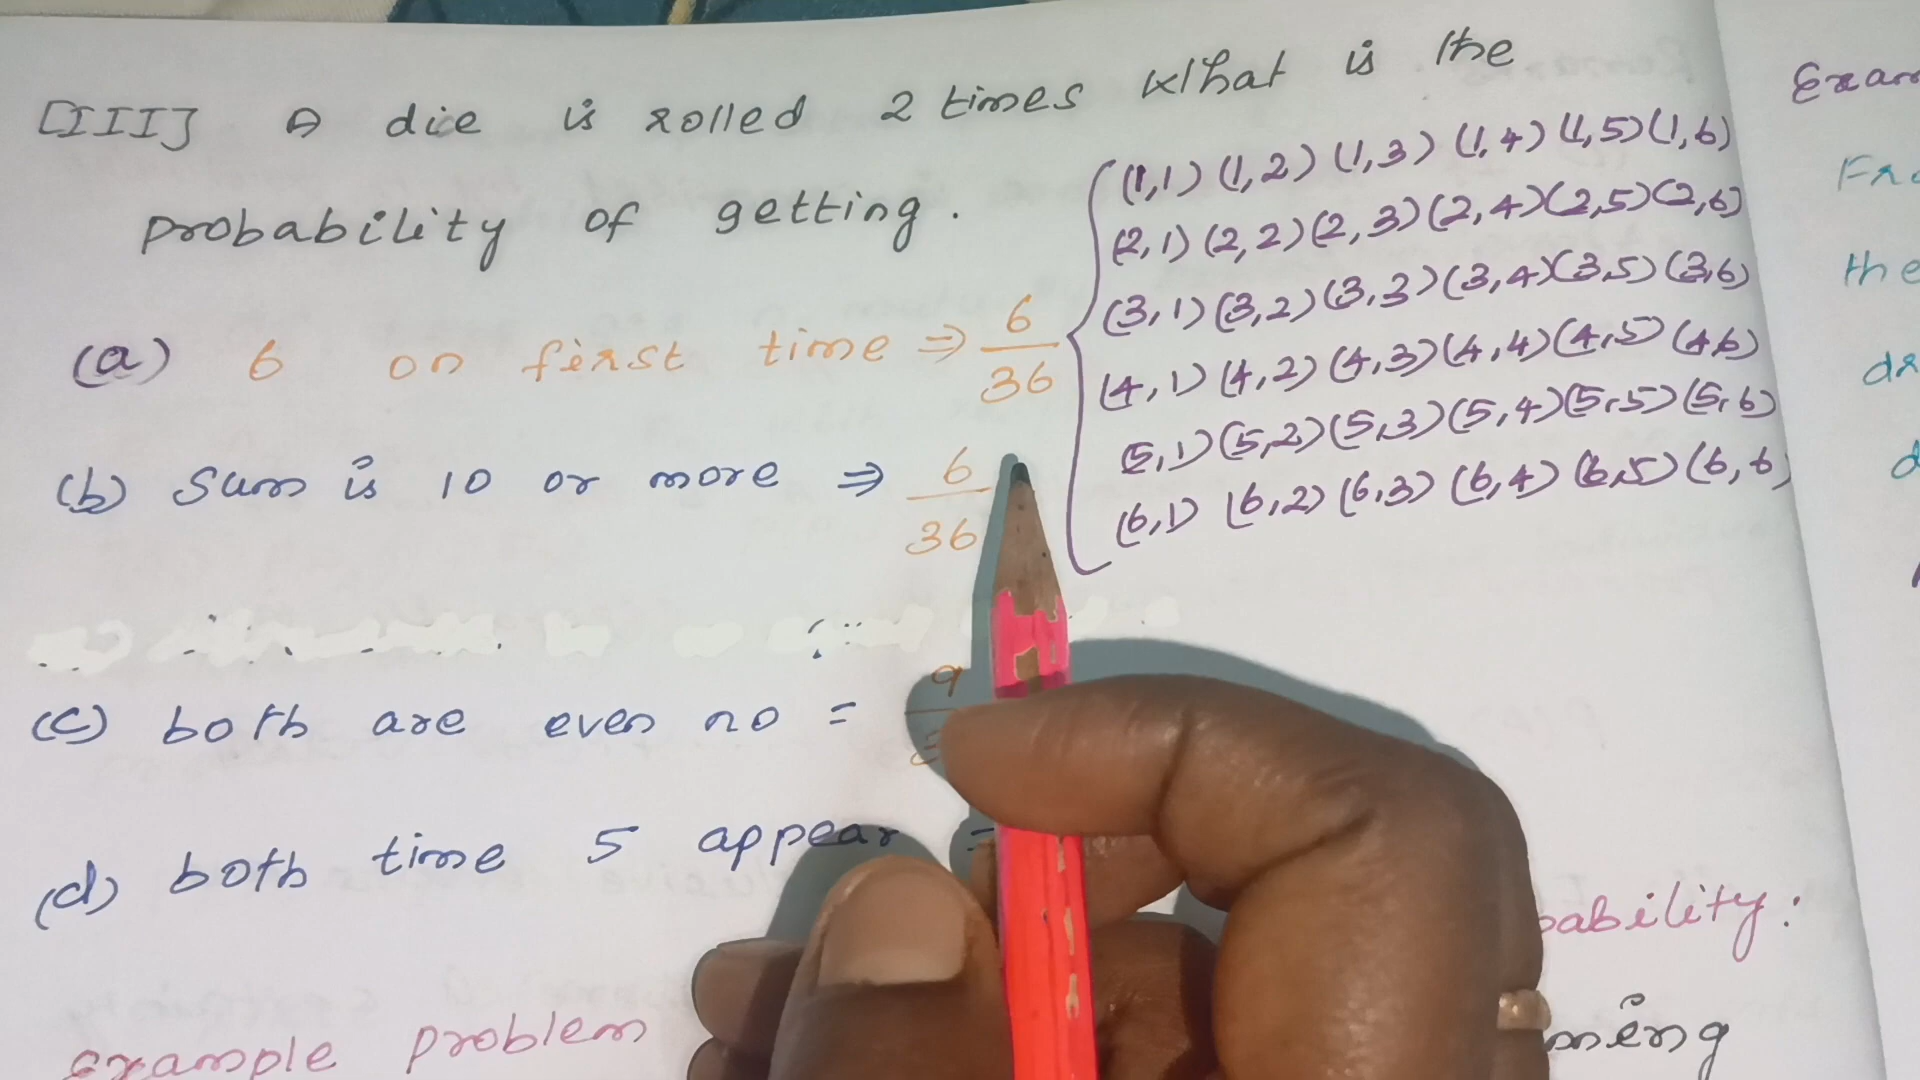 [III] A die is rolled 2 times What is the
probability of getting.
(1,1) (1,2) (1,3) (1,4) (1,5) (1,6)
(2,1) (2,2) (2,3) (2,4) (2,5) (2,6)
(3,1) (3,2) (3,3) (3,4) (3,5) (3,6)
(4,1) (4,2) (4,3) (4,4) (4,5) (4,6)
(5,1) (5,2) (5,3) (5,4) (5,5) (5,6)
(6,1) (6,2) (6,3) (6,4) (6,5) (6,6)
(a) 6 on first time ⇒ 6/36
(b) Sum is 10 or more ⇒ 6/36
(c) both are even no = 9
(d) both time 5 appear =
bability:
example problem
ming
Exam
the